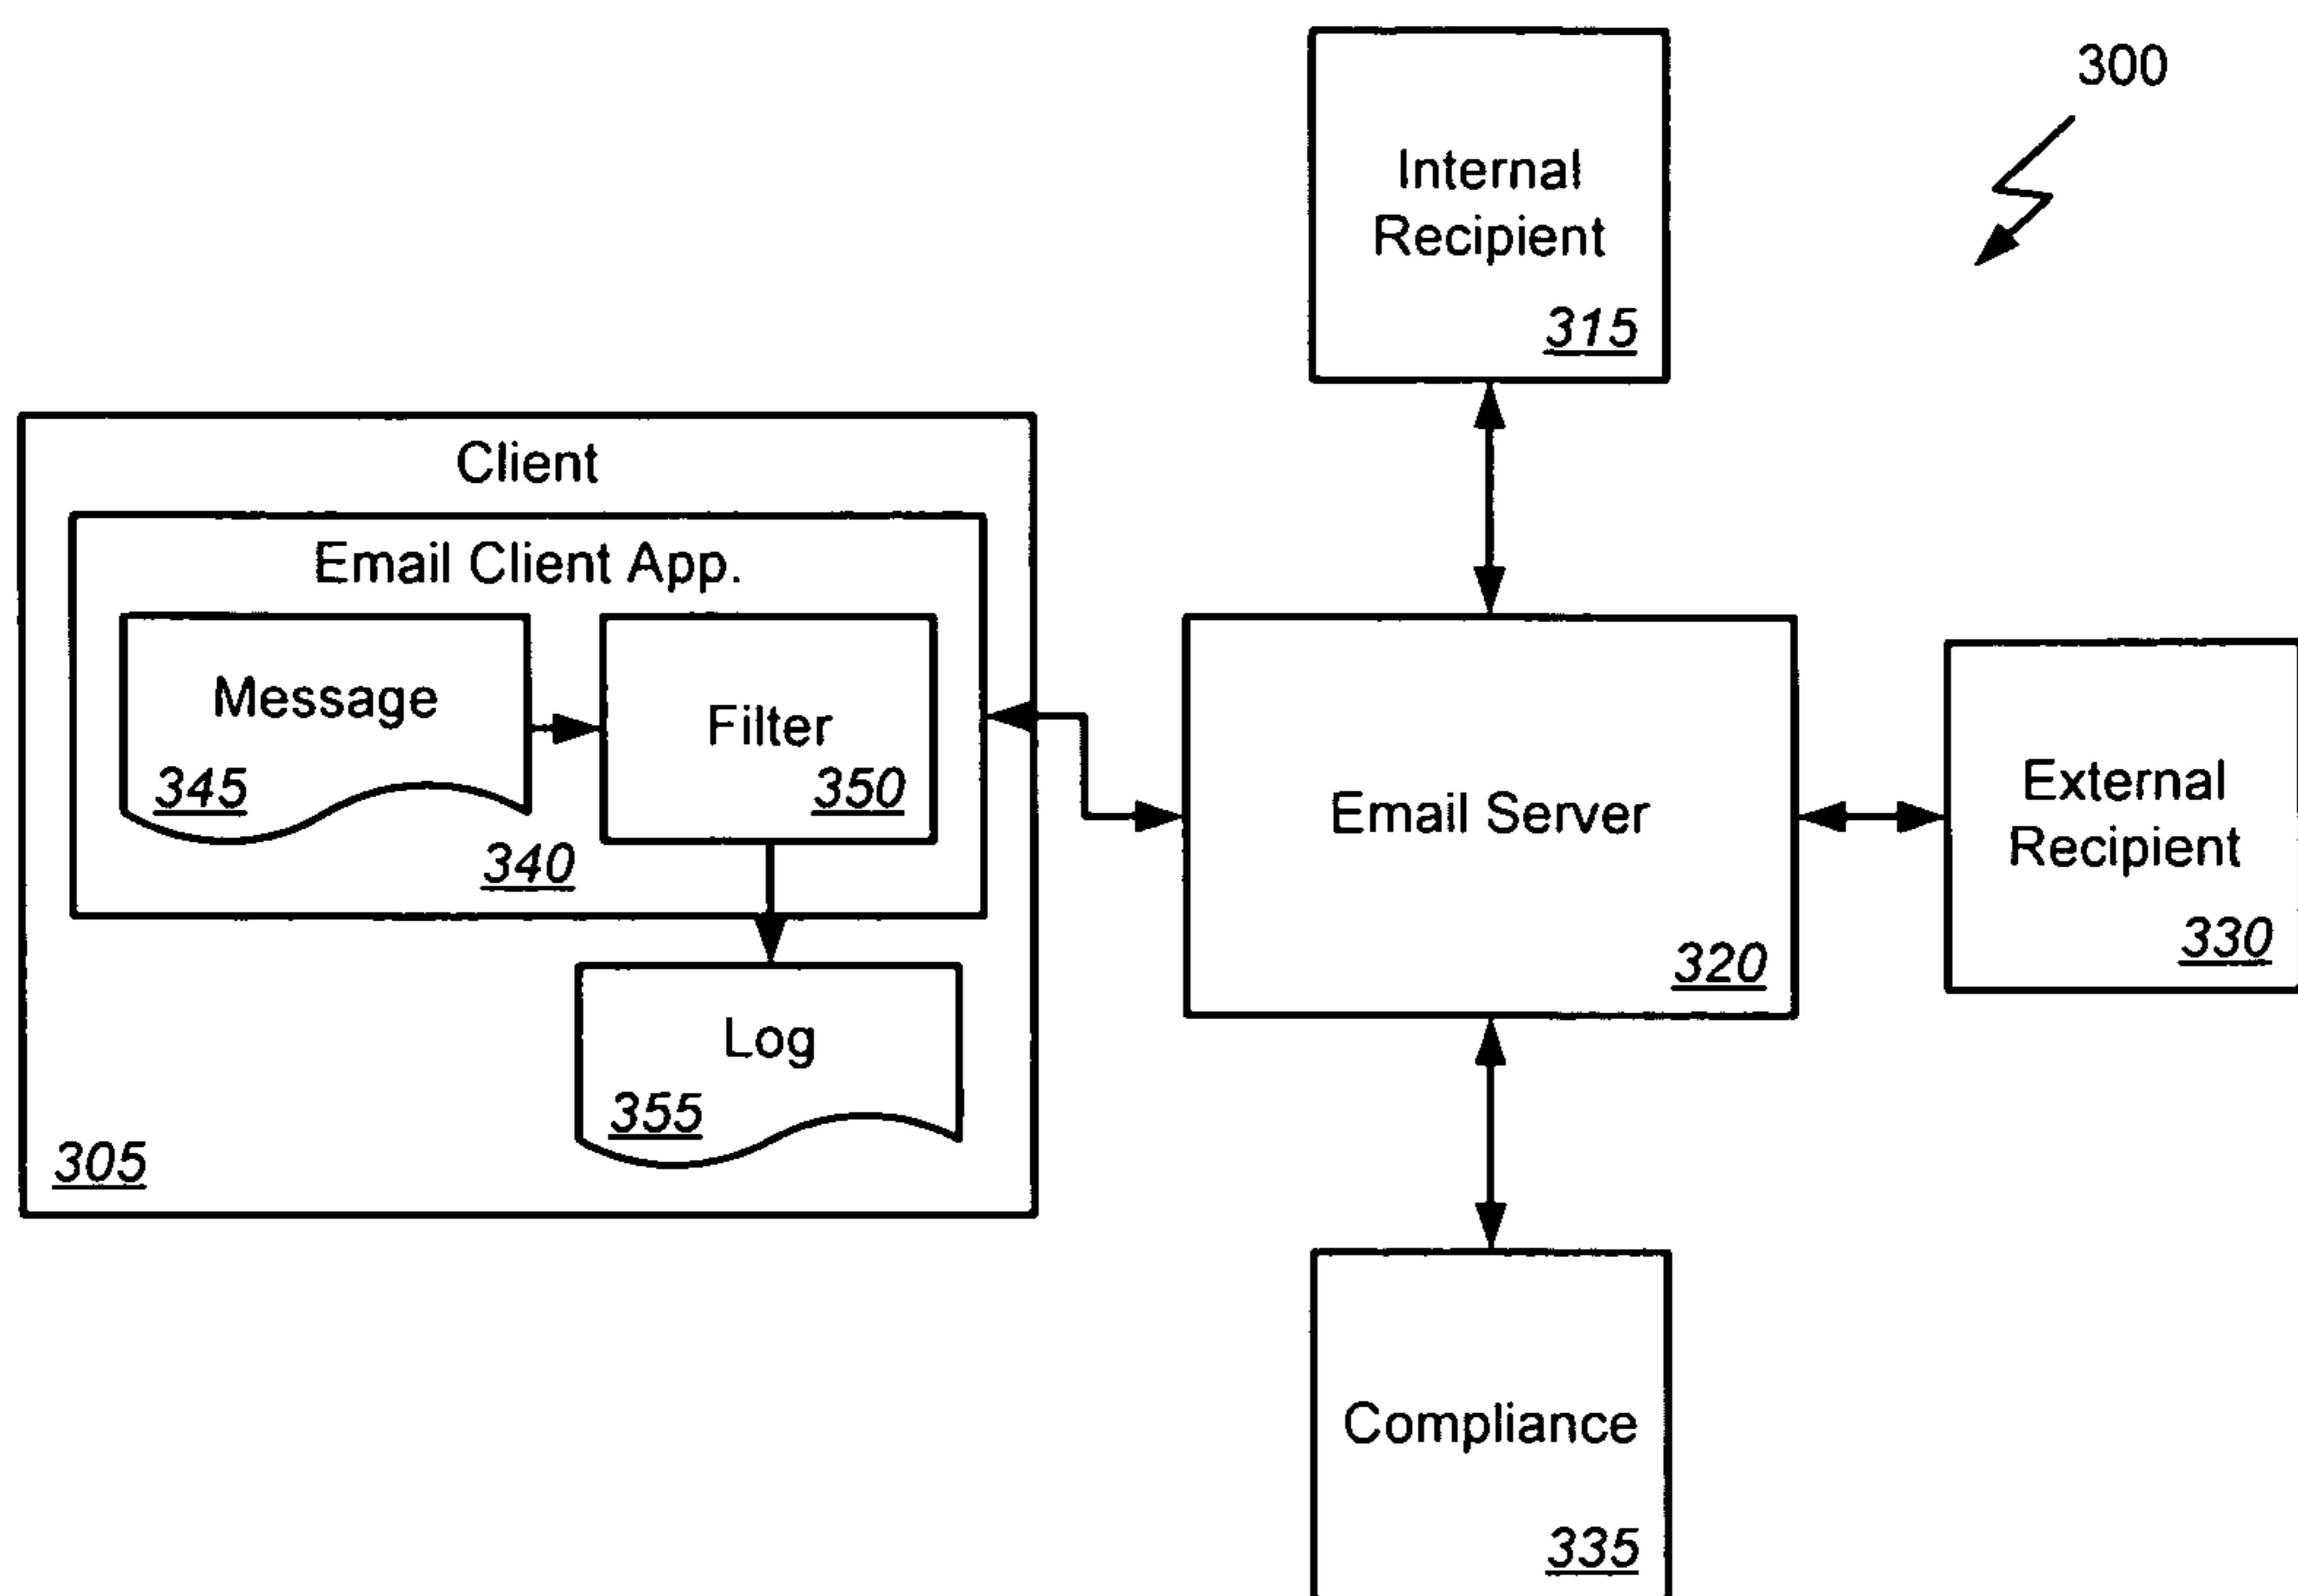 300
Internal
Recipient
315
Client
Email Client App.
Message
345
Filter
350
340
Log
355
305
Email Server
320
External
Recipient
330
Compliance
335